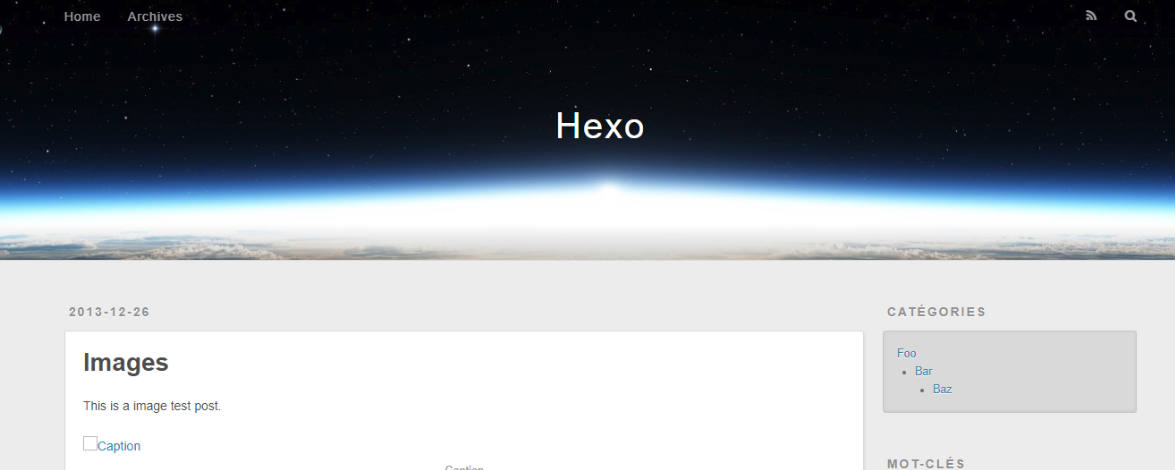 Home Archives
Hexo
2013-12-26
Images
This is a image test post.
Caption
Caption
CATÉGORIES
Foo
Bar
Baz
MOT-CLÉS